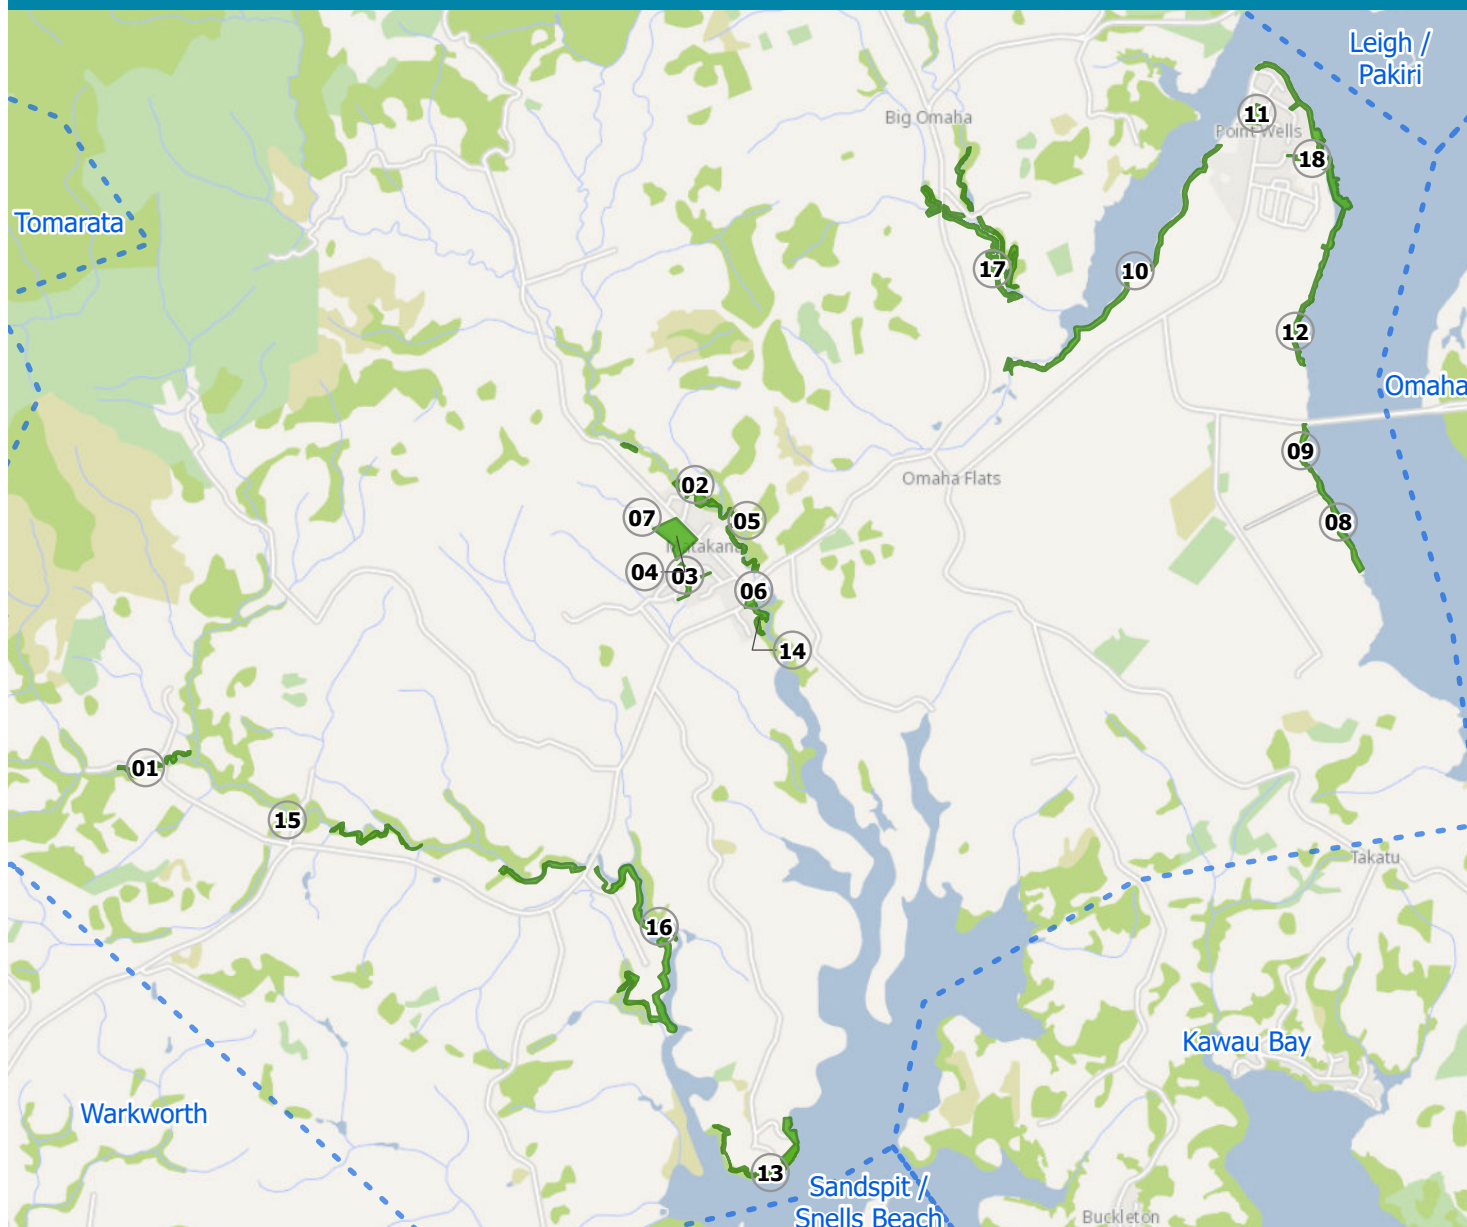 Leigh /
Pakiri
11
Big Omaha
Point Wells
18
Tomarata
17
10
12
Omaha
09
Omaha Flats
02
07
05
08
Matakana
04
03
06
14
01
15
Takatu
16
Kawau Bay
Warkworth
13
Sandspit /
Snells Beach
Buckleton